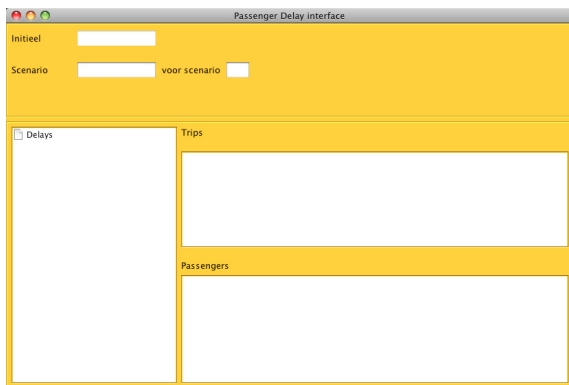 Passenger Delay interface
Initieel
Scenario voor scenario
Delays
Trips
Passengers